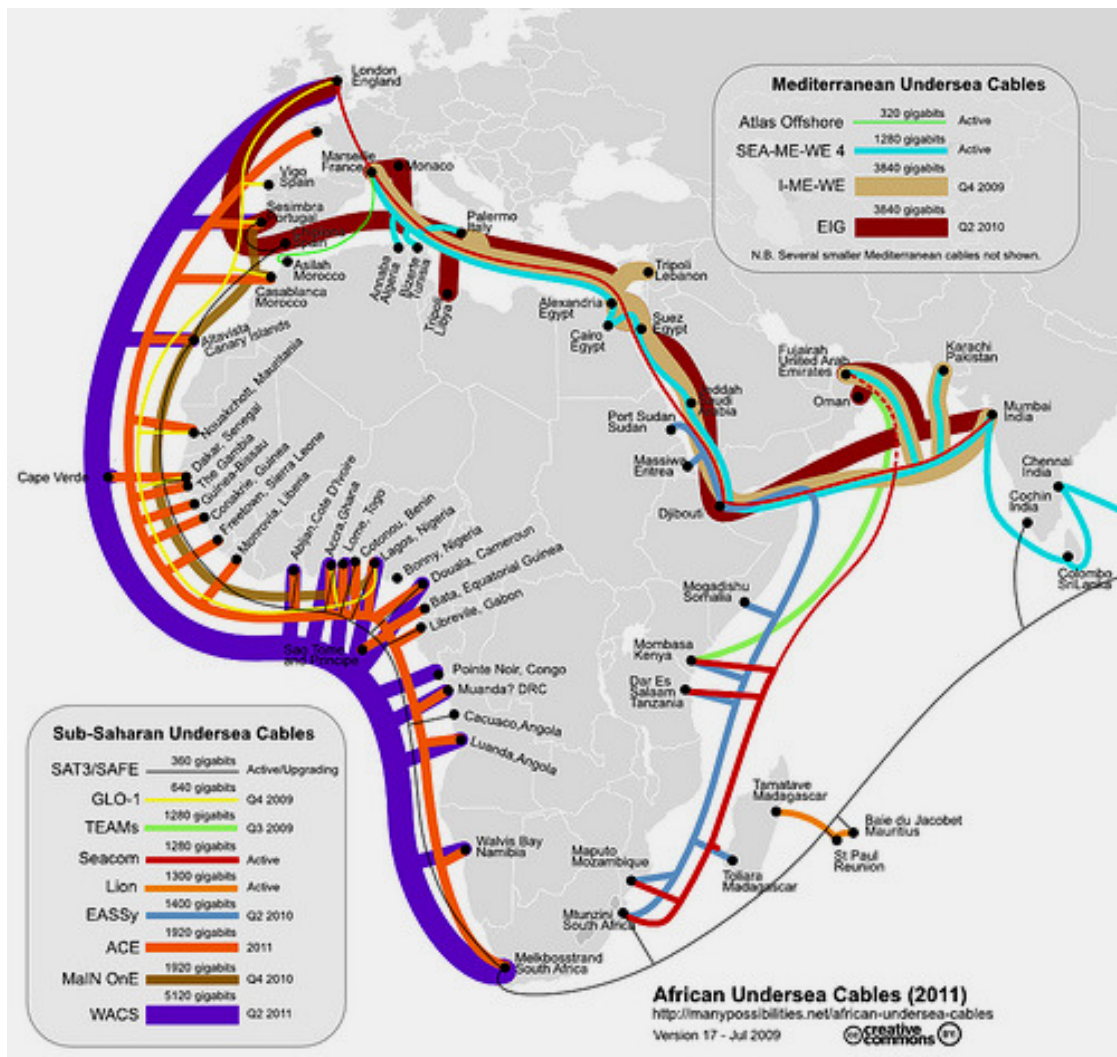 London
England
Mediterranean Undersea Cables
320 gigabits
Atlas Offshore
Active
1280 gigabits
SEA-ME-WE 4
Active
3840 gigabits
I-ME-WE
Q4 2009
3840 gigabits
EIG
Q2 2010
N.B. Several smaller Mediterranean cables not shown.
Marseille
France
Monaco
Vigo
Spain
Sesimbra
Portugal
Spain
Asilah
Morocco
Casablanca
Morocco
Annaba
Algeria
Bizerte
Tunisia
Palermo
Italy
Tripoli
Libya
Tripoli
Lebanon
Alexandria
Egypt
Cairo
Egypt
Suez
Egypt
Altavista
Canary Islands
Jeddah
Saudi
Arabia
Fujairah
United Arab
Emirates
Oman
Karachi
Pakistan
Mumbai
India
Port Sudan
Sudan
Massiwa
Eritrea
Djibouti
Chennai
India
Cochin
India
Colombo
SriLanka
Nouakchott, Mauritania
Cape Verde
Dakar, Senegal
The Gambia
Guinea-Bissau
Conakrie, Guinea
Freetown, Sierra Leone
Monrovia, Liberia
Abijan,Cote D'Ivoire
Accra,Ghana
Lome, Togo
Cotonou, Benin
Lagos, Nigeria
Bonny, Nigeria
Douala, Cameroun
Bata, Equatorial Guinea
Libreville, Gabon
Sao Tome
and Principe
Pointe Noir, Congo
Muanda? DRC
Cacuaco,Angola
Luanda,Angola
Walvis Bay
Namibia
Melkbosstrand
South Africa
Mogadishu
Somalia
Mombasa
Kenya
Dar Es
Salaam
Tanzania
Tamatave
Madagascar
Baie du Jacobet
Mauritius
St Paul
Reunion
Maputo
Mozambique
Toliara
Madagascar
Mtunzini
South Africa
Sub-Saharan Undersea Cables
360 gigabits
SAT3/SAFE
Active/Upgrading
640 gigabits
GLO-1
Q4 2009
1280 gigabits
TEAMs
Q3 2009
1280 gigabits
Seacom
Active
1300 gigabits
Lion
Active
1400 gigabits
EASSy
Q2 2010
1920 gigabits
ACE
2011
1920 gigabits
MaIN OnE
Q4 2010
5120 gigabits
WACS
Q2 2011
African Undersea Cables (2011)
http://manypossibilities.net/african-undersea-cables
Version 17 - Jul 2009
cc creative
commons